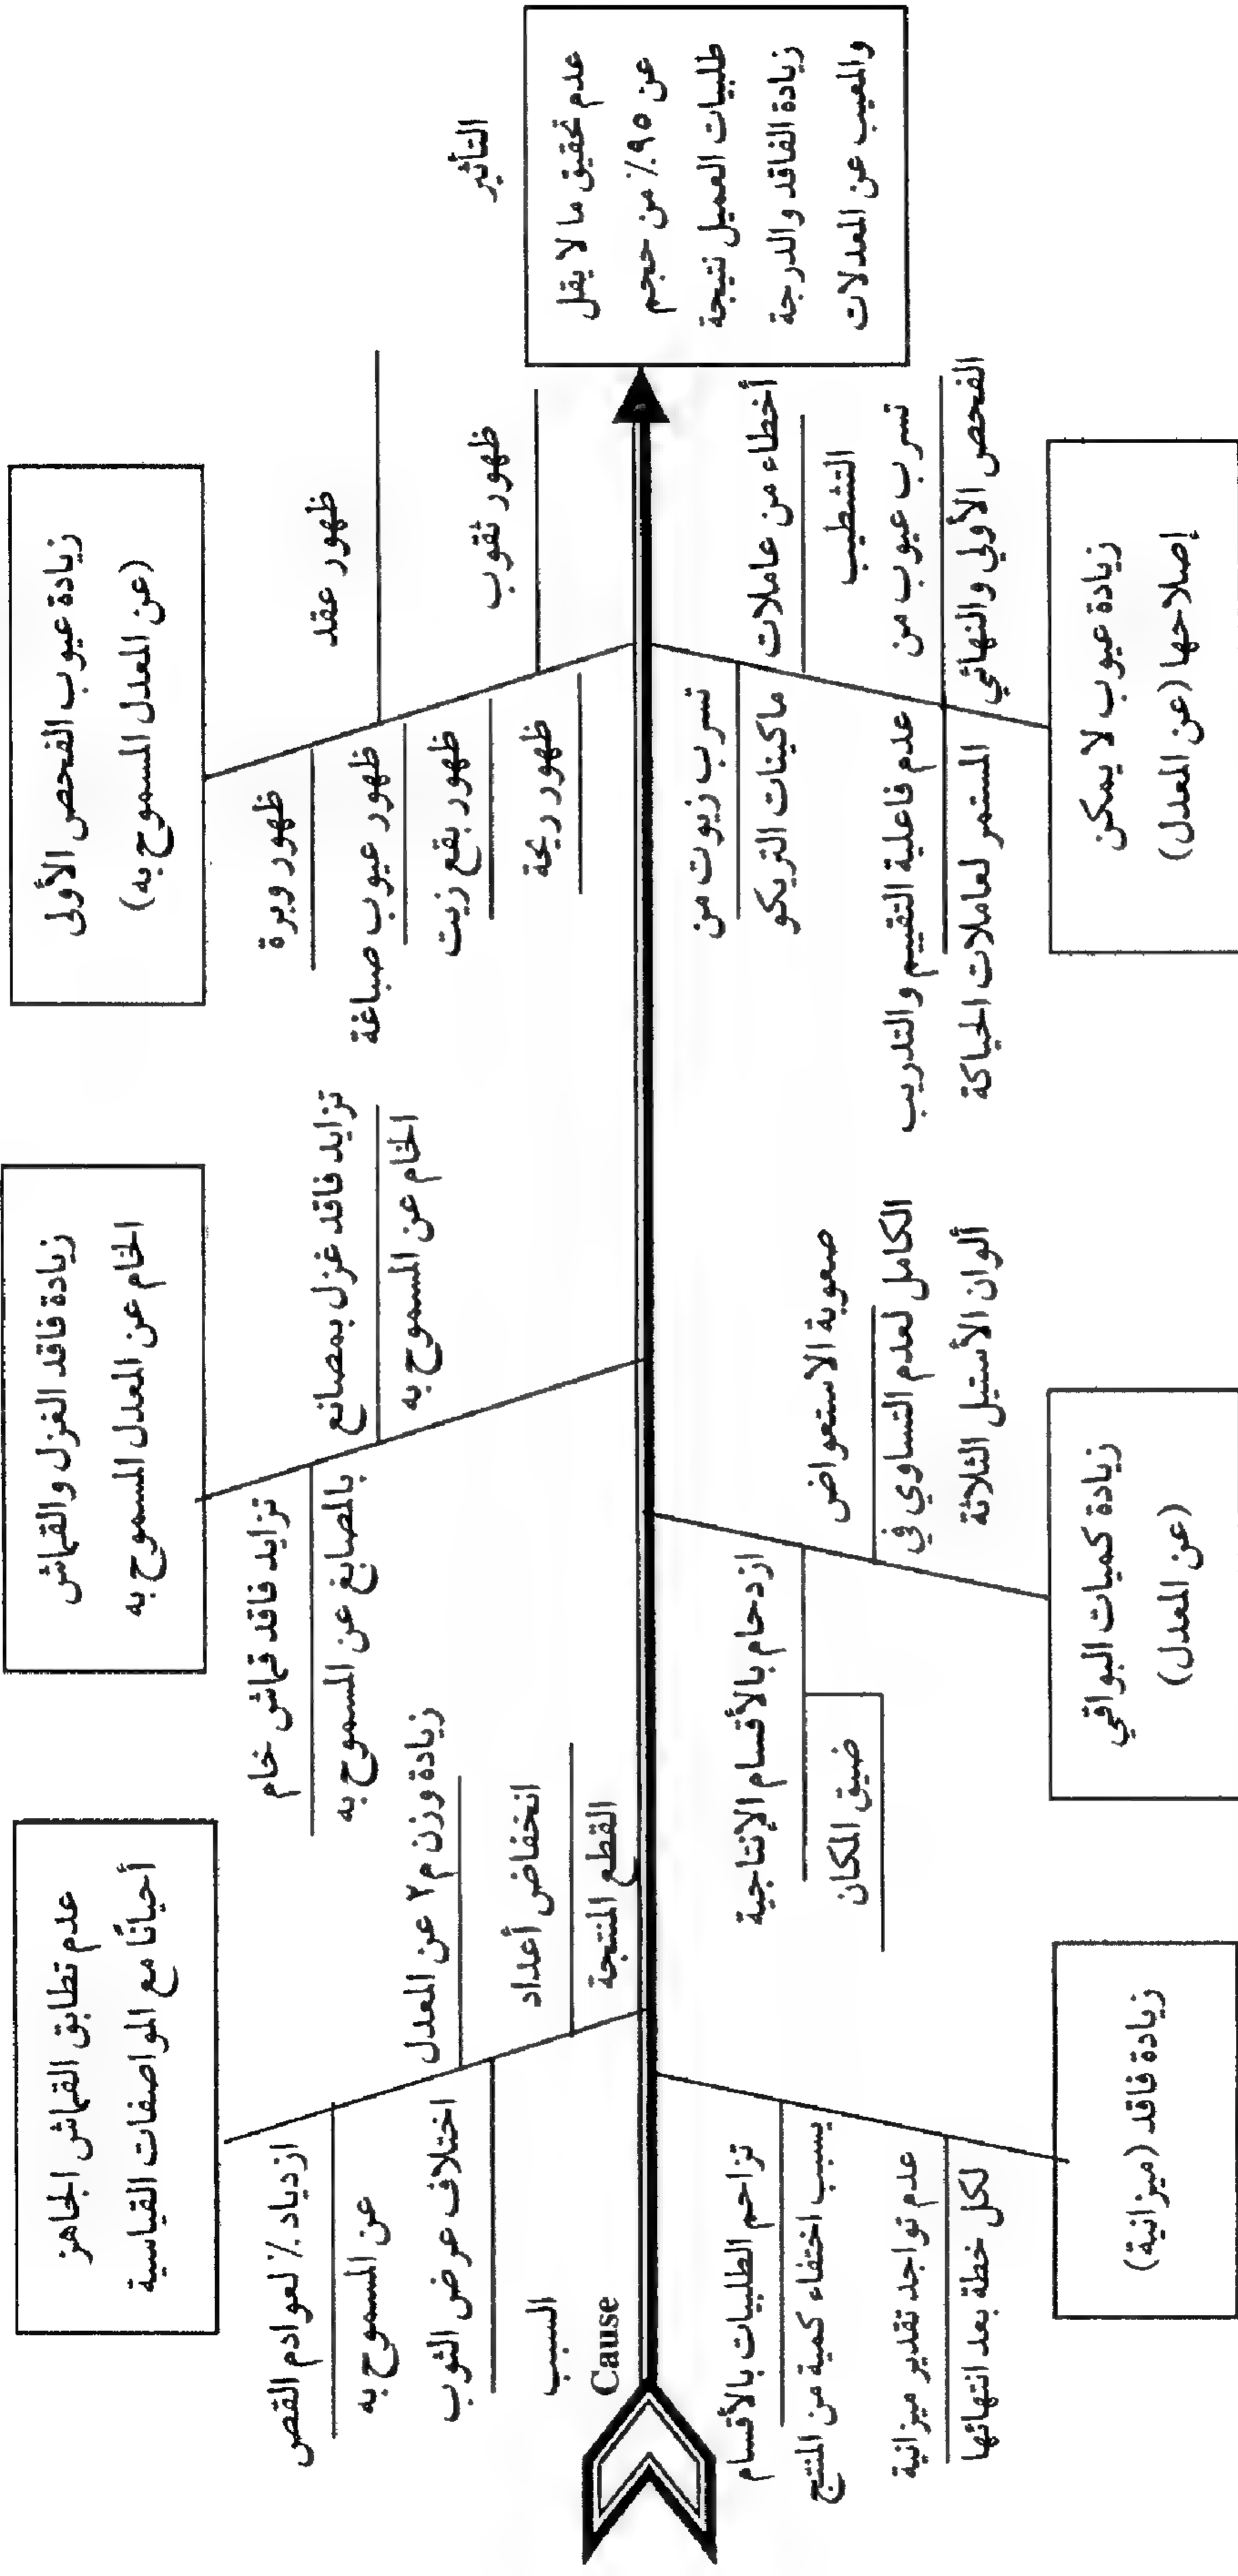 زيادة عيوب الفحص الأولى
(عن المعدل المسموح به)
زيادة فاقد الغزل والقماش
الخام عن المعدل المسموح به
عدم تطابق القماش الجاهز
أحيانًا مع المواصفات القياسية
التأثير
عدم تحقيق ما لا يقل
عن ٩٥٪ من حجم
طلبيات العميل نتيجة
زيادة الفاقد والدرجة
والمعيب عن المعدلات
ظهور عقد
ظهور ثقوب
ظهور وبرة
ظهور عيوب صباغة
ظهور بقع زيت
ظهور ريحة
تزايد فاقد غزل بمصانع
الخام عن المسموح به
تزايد فاقد قماش خام
بالمصابغ عن المسموح به
زيادة وزن م٢ عن المعدل
انخفاض أعداد
القطع المنتجة
ازدياد ٪ لعوادم القص
عن المسموح به
اختلاف عرض الثوب
السبب
Cause
أخطاء من عاملات
التشطيب
تسرب عيوب من
الفحص الأولي والنهائي
تسرب زيوت من
ماكينات التريكو
عدم فاعلية التقييم والتدريب
المستمر لعاملات الحياكة
صعوبة الاستعواض
الكامل لعدم التساوي في
ألوان الأستيل الثلاثة
ازدحام بالأقسام الإنتاجية
ضيق المكان
تزاحم الطلبيات بالأقسام
يسبب اختفاء كمية من المنتج
عدم تواجد تقدير ميزانية
لكل خطة بعد انتهائها
زيادة عيوب لا يمكن
إصلاحها (عن المعدل)
زيادة كميات البواقي
(عن المعدل)
زيادة فاقد (ميزانية)